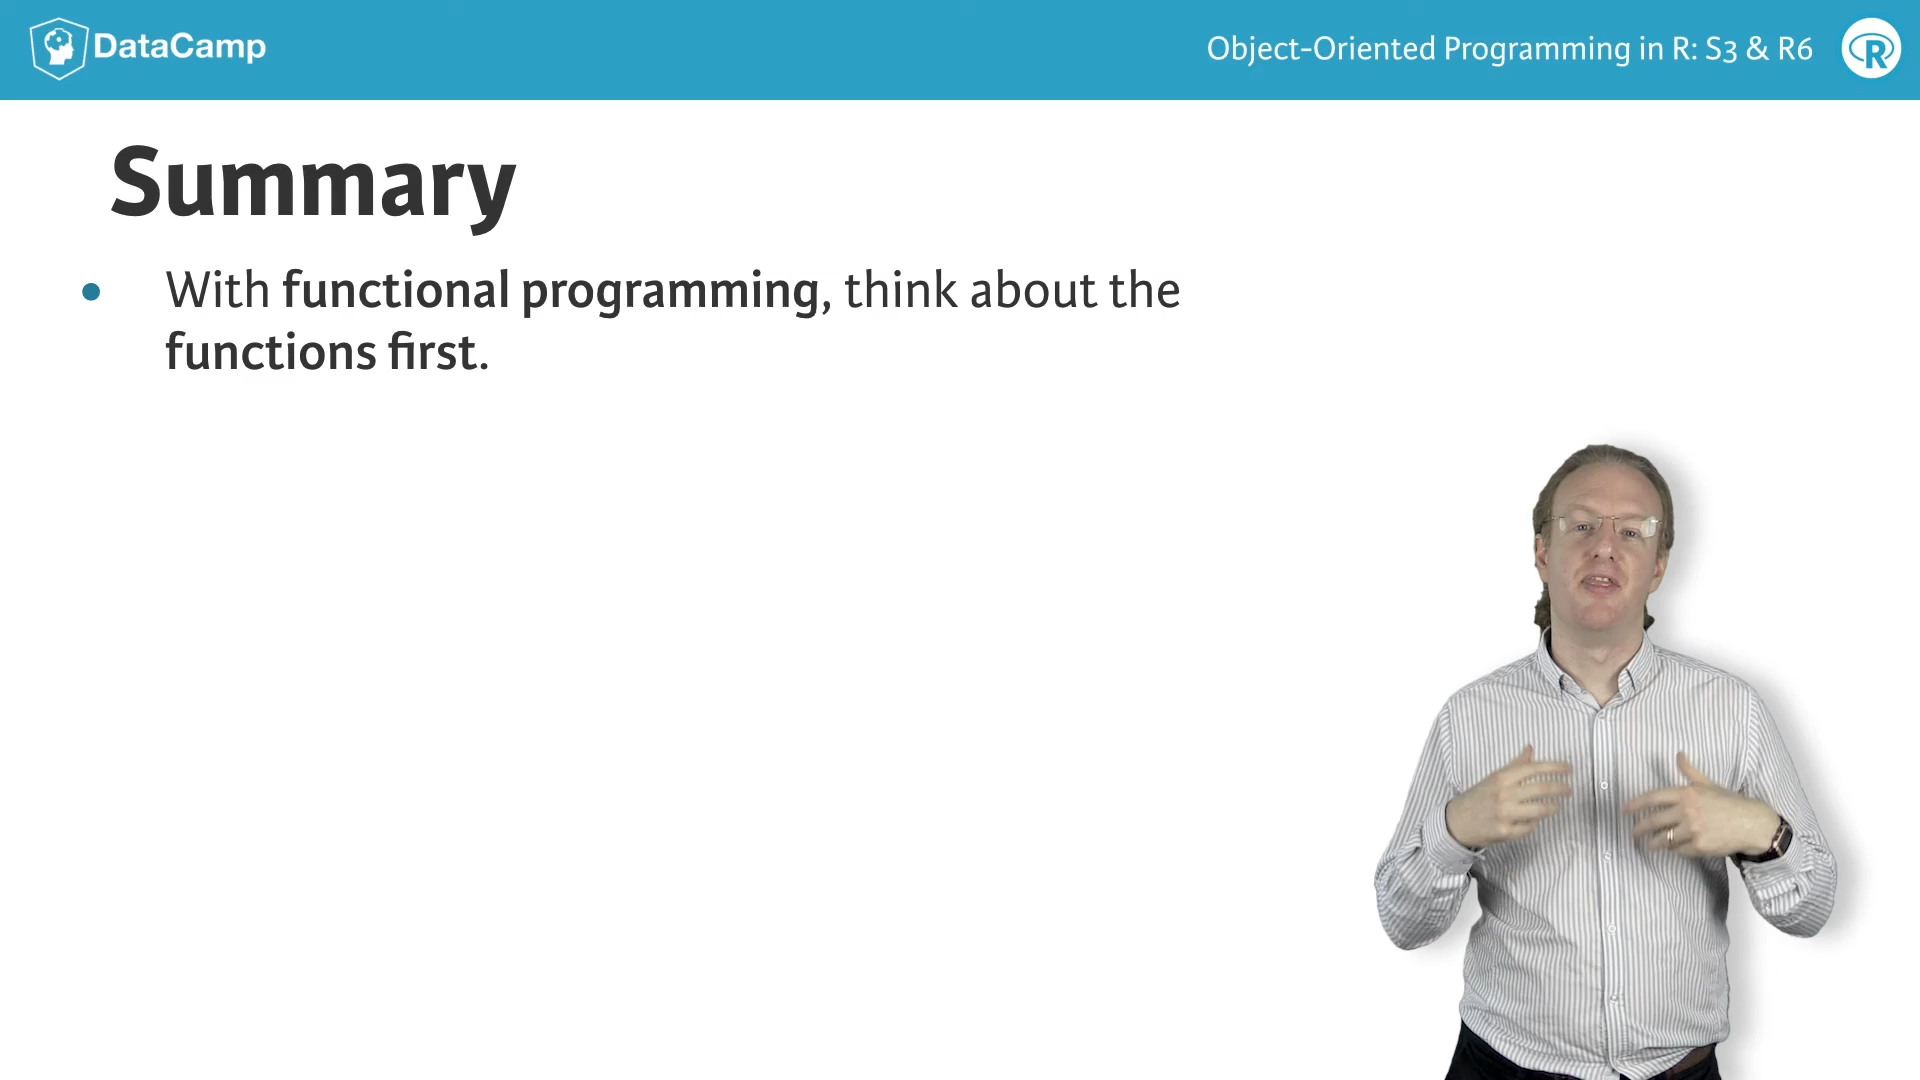 DataCamp
Object-Oriented Programming in R: S3 & R6
R
Summary
• With functional programming, think about the
functions first.